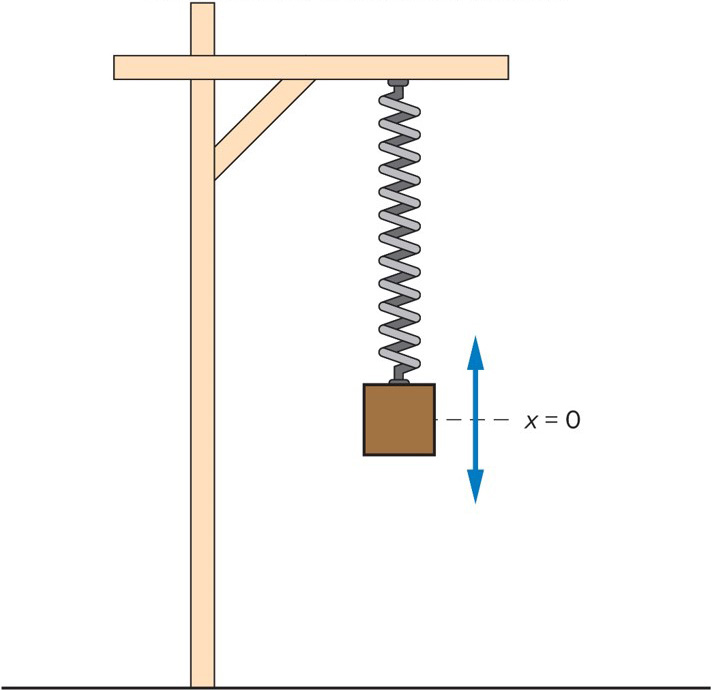 x = 0